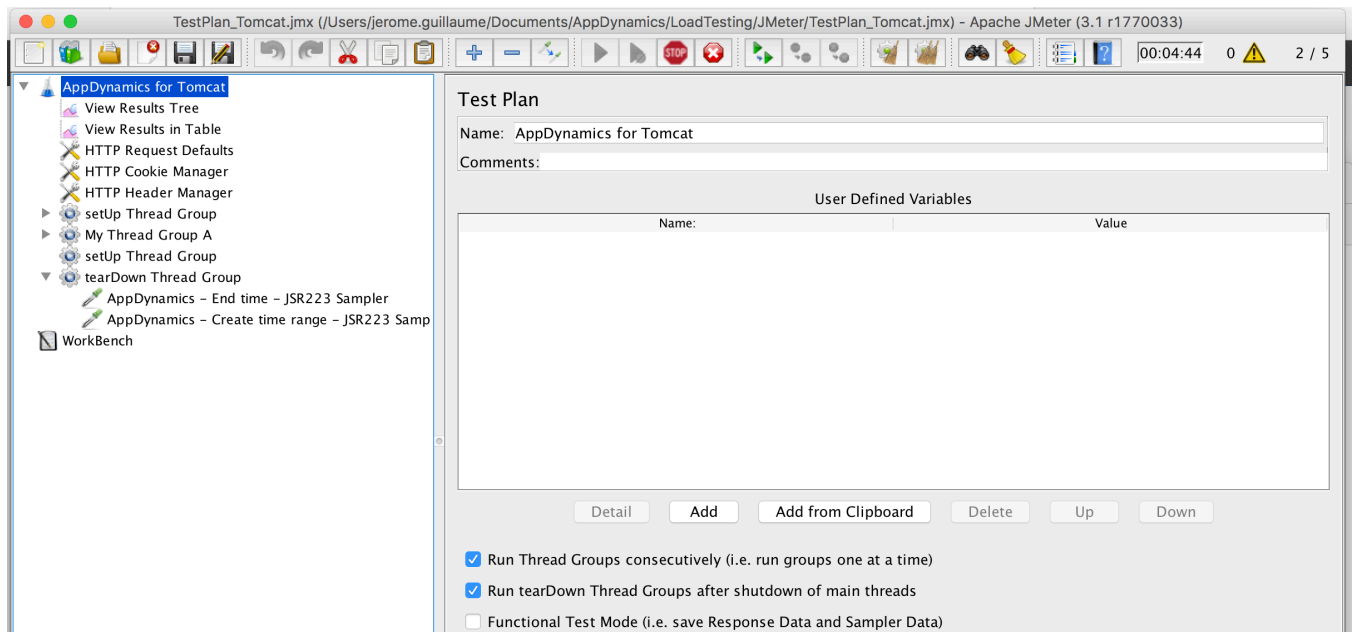 TestPlan_Tomcat.jmx (/Users/jerome.guillaume/Documents/AppDynamics/LoadTesting/JMeter/TestPlan_Tomcat.jmx) - Apache JMeter (3.1 r1770033)
STOP 00:04:44 0 2 / 5
AppDynamics for Tomcat
View Results Tree
View Results in Table
HTTP Request Defaults
HTTP Cookie Manager
HTTP Header Manager
setUp Thread Group
My Thread Group A
setUp Thread Group
tearDown Thread Group
AppDynamics - End time - JSR223 Sampler
AppDynamics - Create time range - JSR223 Samp
WorkBench
Test Plan
Name: AppDynamics for Tomcat
Comments:
User Defined Variables
Name: Value
Detail Add Add from Clipboard Delete Up Down
Run Thread Groups consecutively (i.e. run groups one at a time)
Run tearDown Thread Groups after shutdown of main threads
Functional Test Mode (i.e. save Response Data and Sampler Data)